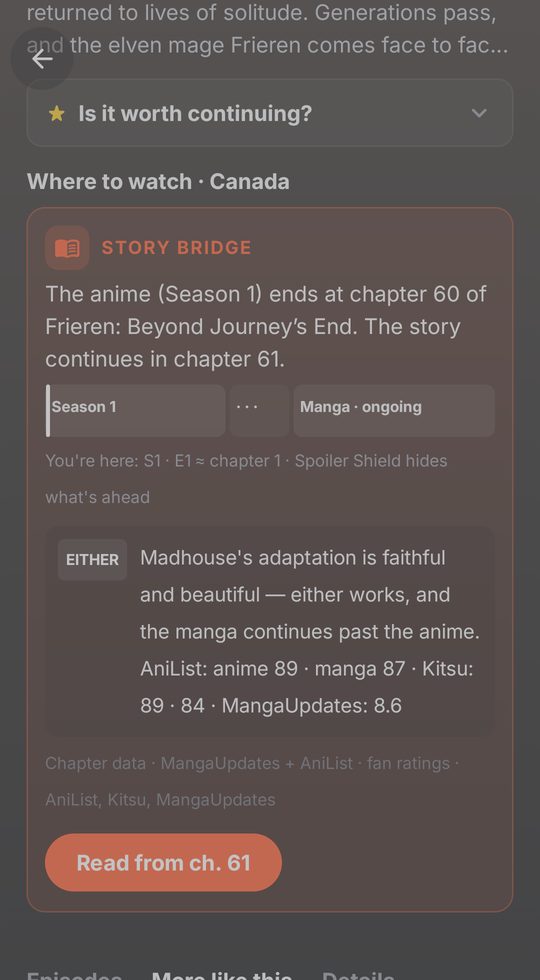 returned to lives of solitude. Generations pass,
and the elven mage Frieren comes face to fac...
Is it worth continuing?
Where to watch · Canada
STORY BRIDGE
The anime (Season 1) ends at chapter 60 of
Frieren: Beyond Journey’s End. The story
continues in chapter 61.
Season 1
···
Manga · ongoing
You're here: S1 · E1 ≈ chapter 1 · Spoiler Shield hides
what's ahead
EITHER
Madhouse's adaptation is faithful
and beautiful — either works, and
the manga continues past the anime.
AniList: anime 89 · manga 87 · Kitsu:
89 · 84 · MangaUpdates: 8.6
Chapter data · MangaUpdates + AniList · fan ratings ·
AniList, Kitsu, MangaUpdates
Read from ch. 61
Episodes More like this Details